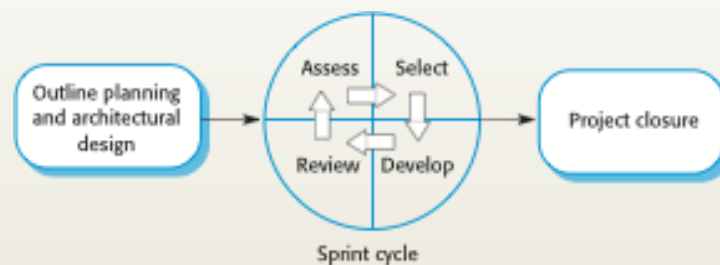 Outline planning
and architectural
design
Assess
Select
Review
Develop
Sprint cycle
Project closure